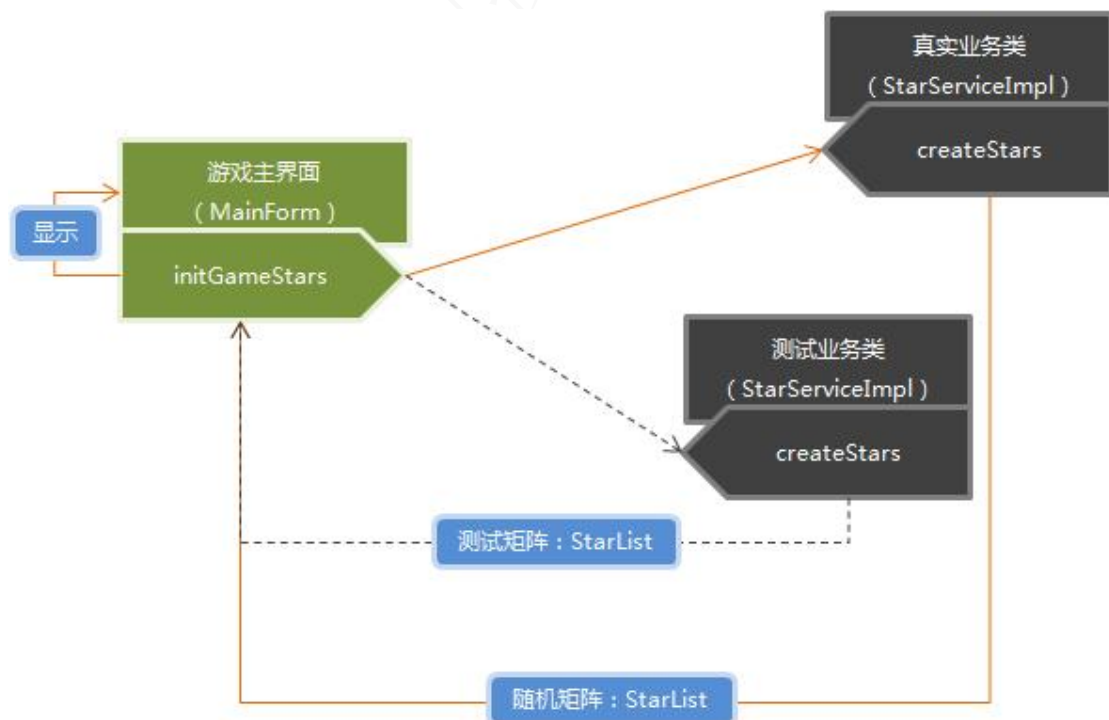 真实业务类
（StarServiceImpl）
createStars
游戏主界面
（MainForm）
显示
initGameStars
测试业务类
（StarServiceImpl）
createStars
测试矩阵：StarList
随机矩阵：StarList